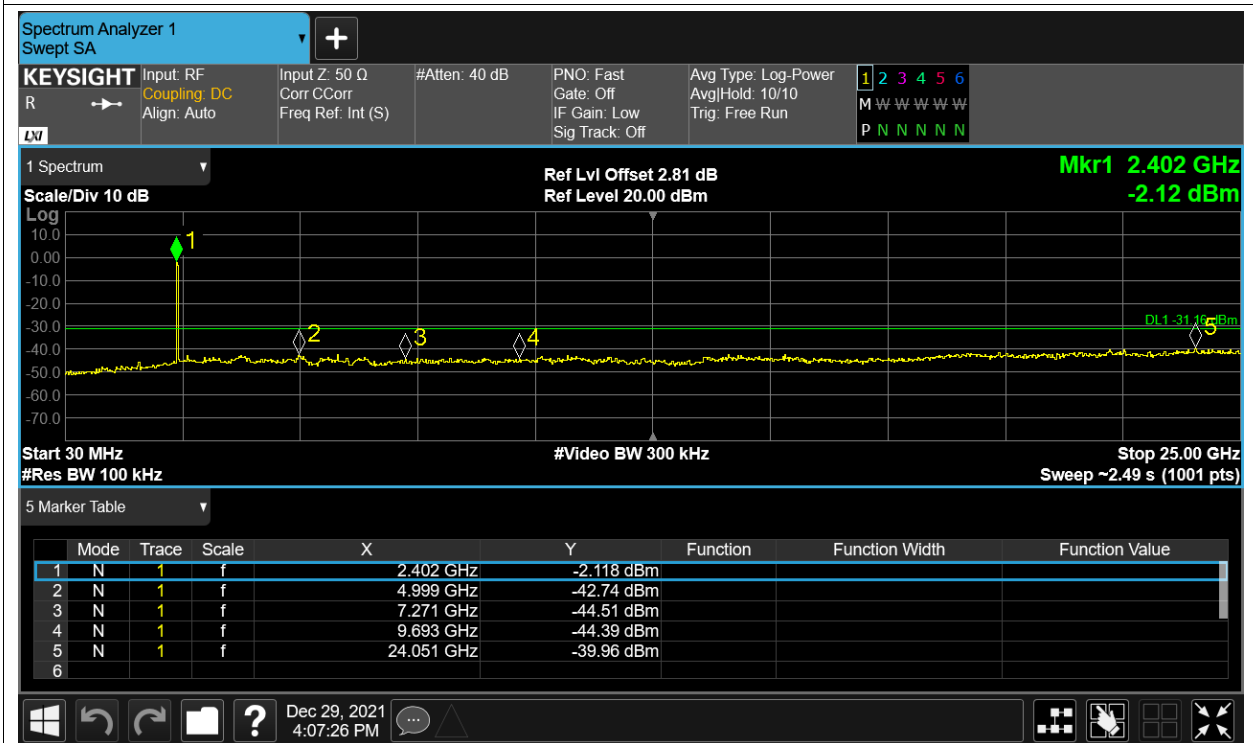 Spectrum Analyzer 1
Swept SA
KEYSIGHT
R
LXI
Input: RF
Coupling: DC
Align: Auto
Input Z: 50 Ω
Corr CCorr
Freq Ref: Int (S)
#Atten: 40 dB
PNO: Fast
Gate: Off
IF Gain: Low
Sig Track: Off
Avg Type: Log-Power
Avg|Hold: 10/10
Trig: Free Run
1 2 3 4 5 6
M W W W W W
P N N N N N
1 Spectrum
Scale/Div 10 dB
Ref Lvl Offset 2.81 dB
Ref Level 20.00 dBm
Mkr1 2.402 GHz
-2.12 dBm
Log
10.0
0.00
-10.0
-20.0
-30.0
-40.0
-50.0
-60.0
-70.0
1
2
3
4
5
DL1 -31.16 dBm
Start 30 MHz
#Res BW 100 kHz
#Video BW 300 kHz
Stop 25.00 GHz
Sweep ~2.49 s (1001 pts)
5 Marker Table
Mode Trace Scale X Y Function Function Width Function Value
1 N 1 f 2.402 GHz -2.118 dBm
2 N 1 f 4.999 GHz -42.74 dBm
3 N 1 f 7.271 GHz -44.51 dBm
4 N 1 f 9.693 GHz -44.39 dBm
5 N 1 f 24.051 GHz -39.96 dBm
6
?
Dec 29, 2021
4:07:26 PM